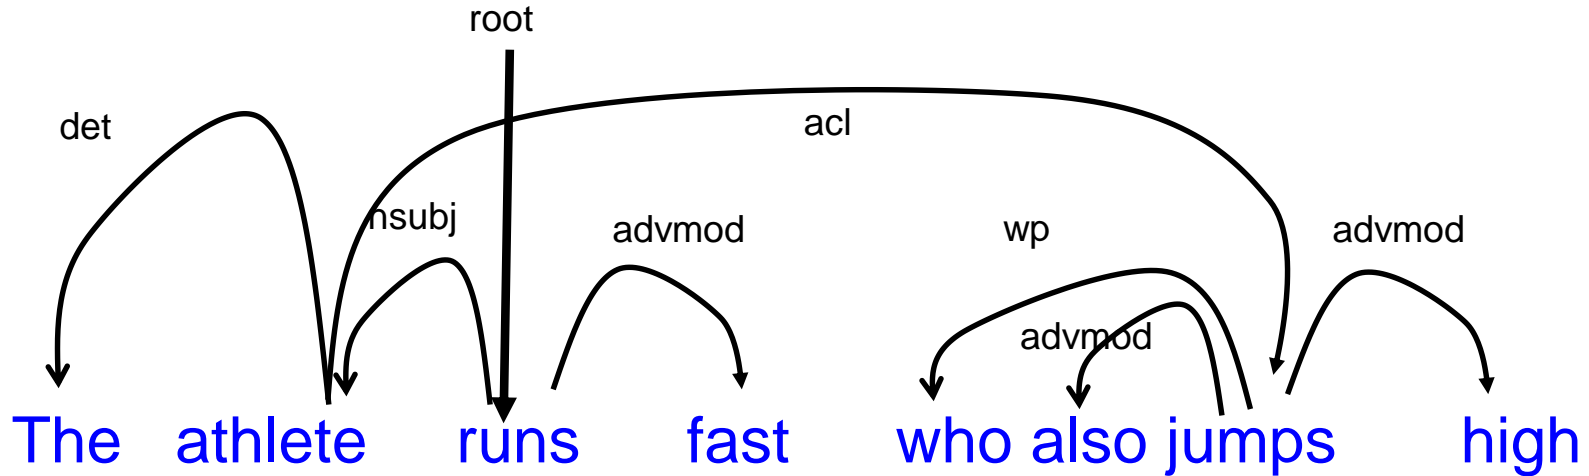 root
det
acl
nsubj
advmod
wp
advmod
advmod
The athlete runs fast who also jumps high